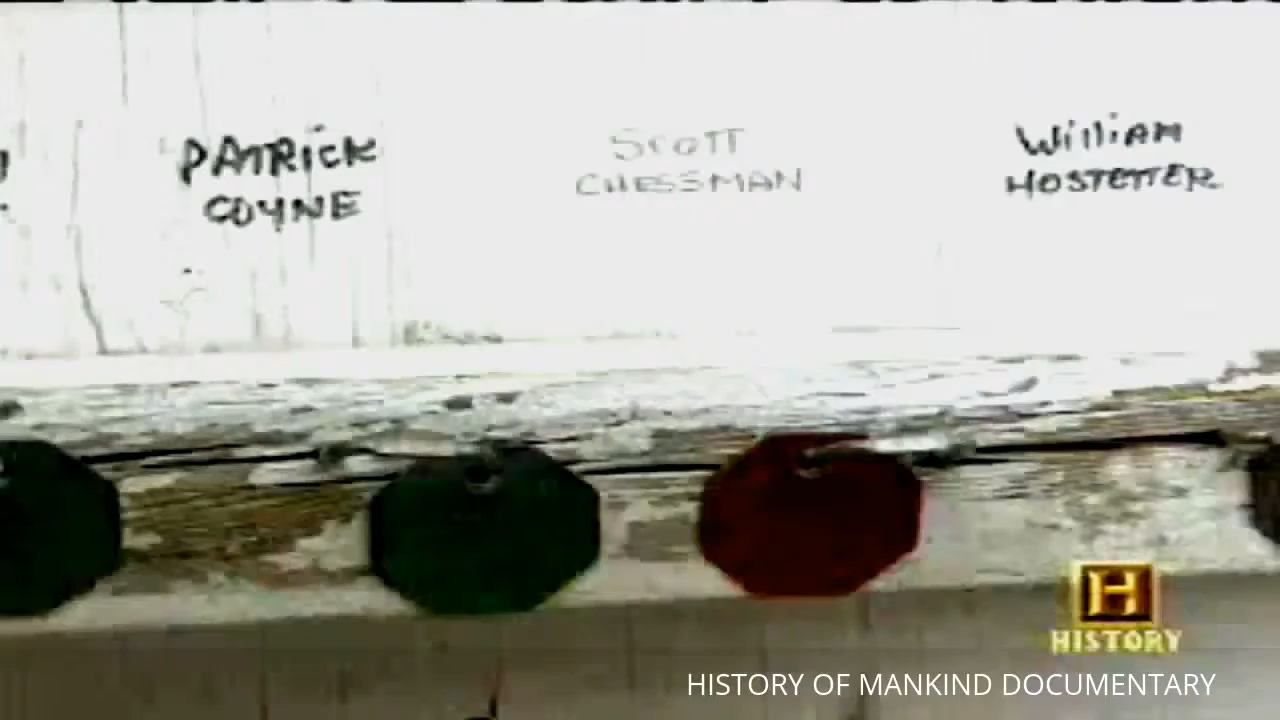 PATRICK
COYNE
SCOTT
CHESSMAN
WilliAM
HOSTETTER
H
HISTORY
HISTORY OF MANKIND DOCUMENTARY